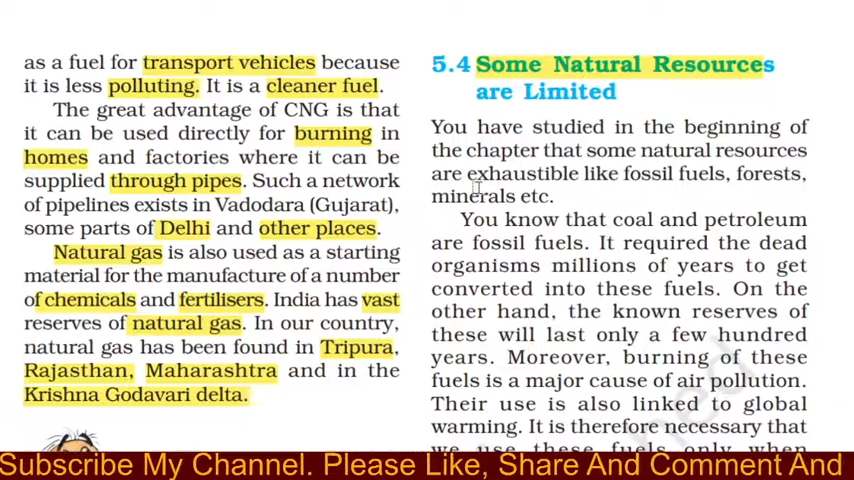 as a fuel for transport vehicles because
it is less polluting. It is a cleaner fuel.
The great advantage of CNG is that
it can be used directly for burning in
homes and factories where it can be
supplied through pipes. Such a network
of pipelines exists in Vadodara (Gujarat),
some parts of Delhi and other places.
Natural gas is also used as a starting
material for the manufacture of a number
of chemicals and fertilisers. India has vast
reserves of natural gas. In our country,
natural gas has been found in Tripura,
Rajasthan, Maharashtra and in the
Krishna Godavari delta.
5.4 Some Natural Resources
are Limited
You have studied in the beginning of
the chapter that some natural resources
are exhaustible like fossil fuels, forests,
minerals etc.
You know that coal and petroleum
are fossil fuels. It required the dead
organisms millions of years to get
converted into these fuels. On the
other hand, the known reserves of
these will last only a few hundred
years. Moreover, burning of these
fuels is a major cause of air pollution.
Their use is also linked to global
warming. It is therefore necessary that
we use these fuels only when
Subscribe My Channel. Please Like, Share And Comment And